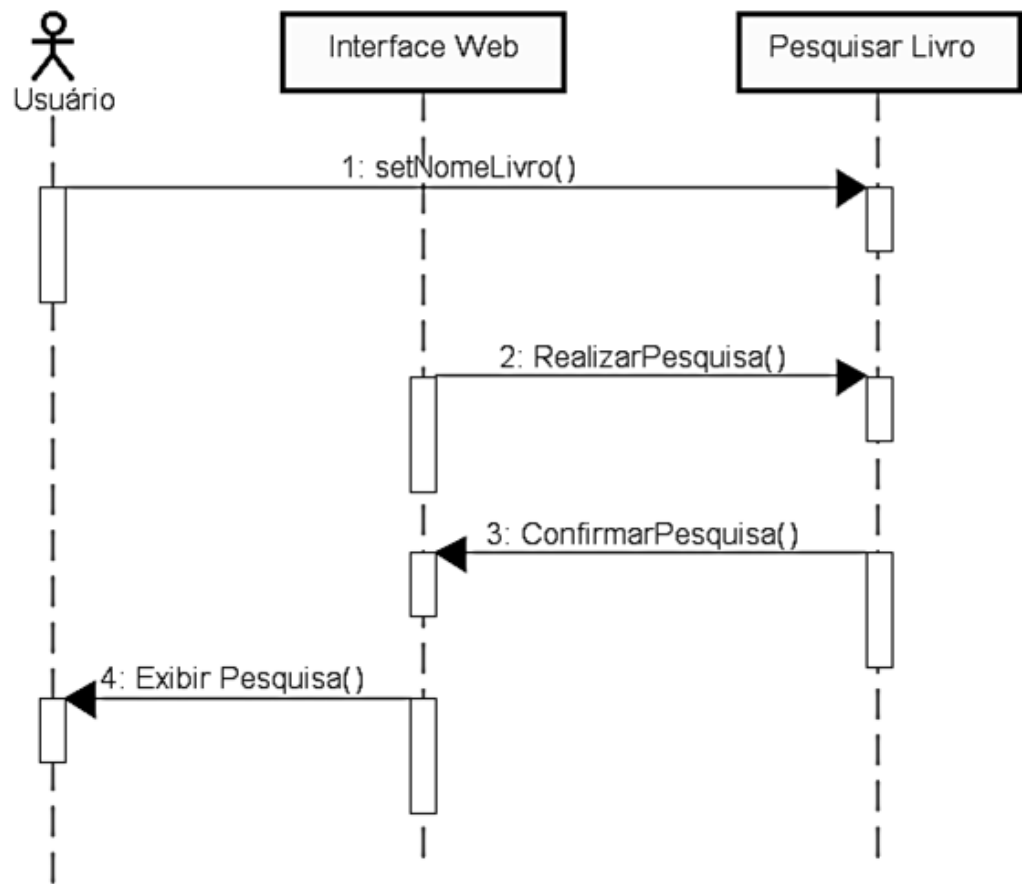 Usuário
Interface Web
Pesquisar Livro
1: setNomeLivro()
2: RealizarPesquisa()
3: ConfirmarPesquisa()
4: Exibir Pesquisa()